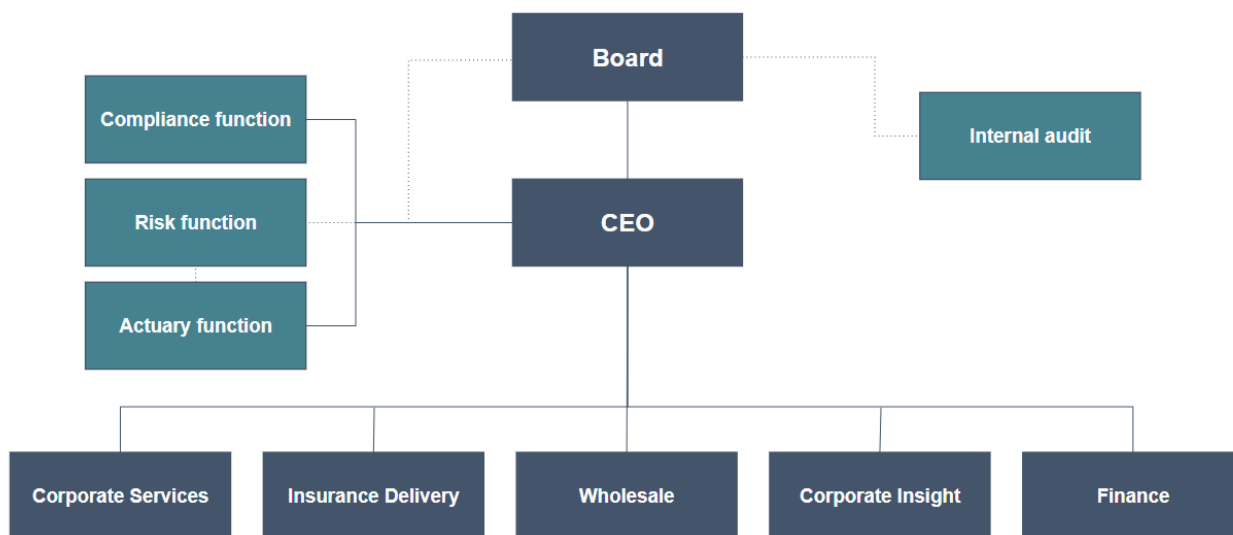 Board
Compliance function
Internal audit
Risk function
CEO
Actuary function
Corporate Services
Insurance Delivery
Wholesale
Corporate Insight
Finance